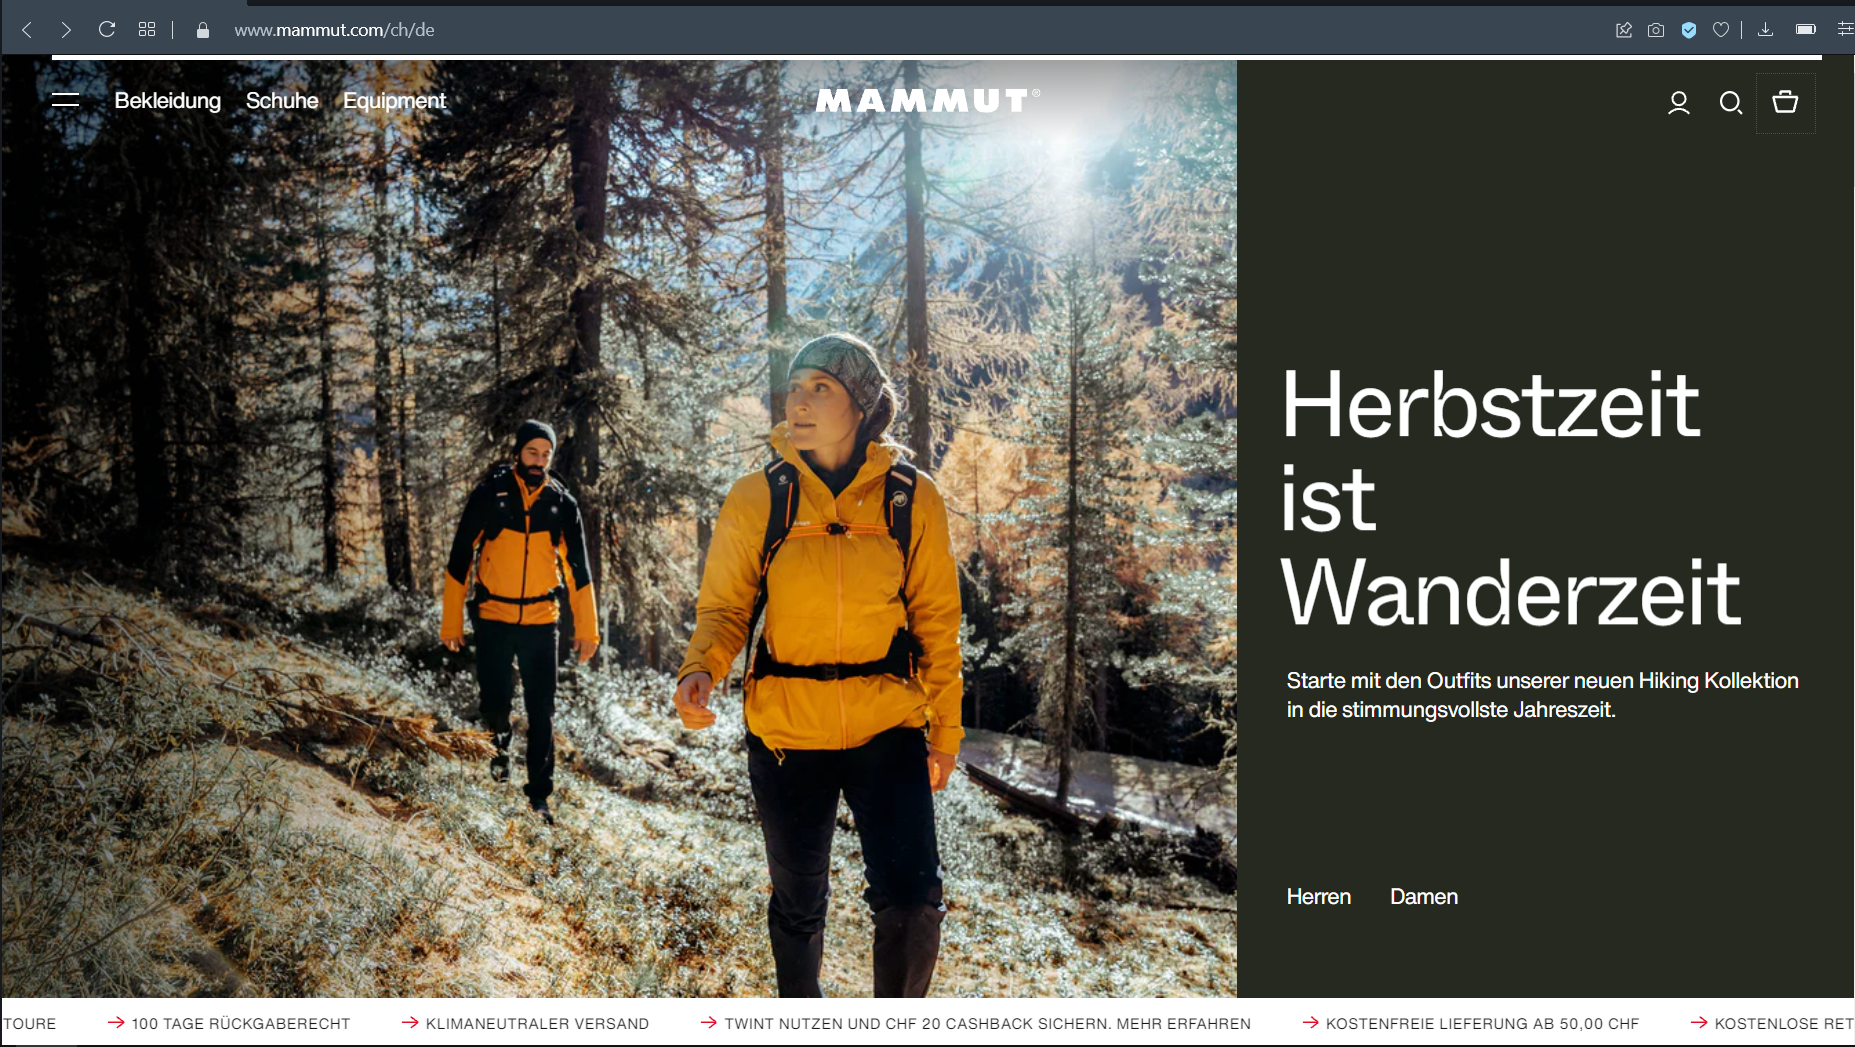 www.mammut.com/ch/de
Bekleidung Schuhe Equipment
MAMMUT®
Herbstzeit
ist
Wanderzeit
Starte mit den Outfits unserer neuen Hiking Kollektion
in die stimmungsvollste Jahreszeit.
Herren Damen
TOURE → 100 TAGE RÜCKGABERECHT → KLIMANEUTRALER VERSAND → TWINT NUTZEN UND CHF 20 CASHBACK SICHERN. MEHR ERFAHREN → KOSTENFREIE LIEFERUNG AB 50,00 CHF → KOSTENLOSE RET